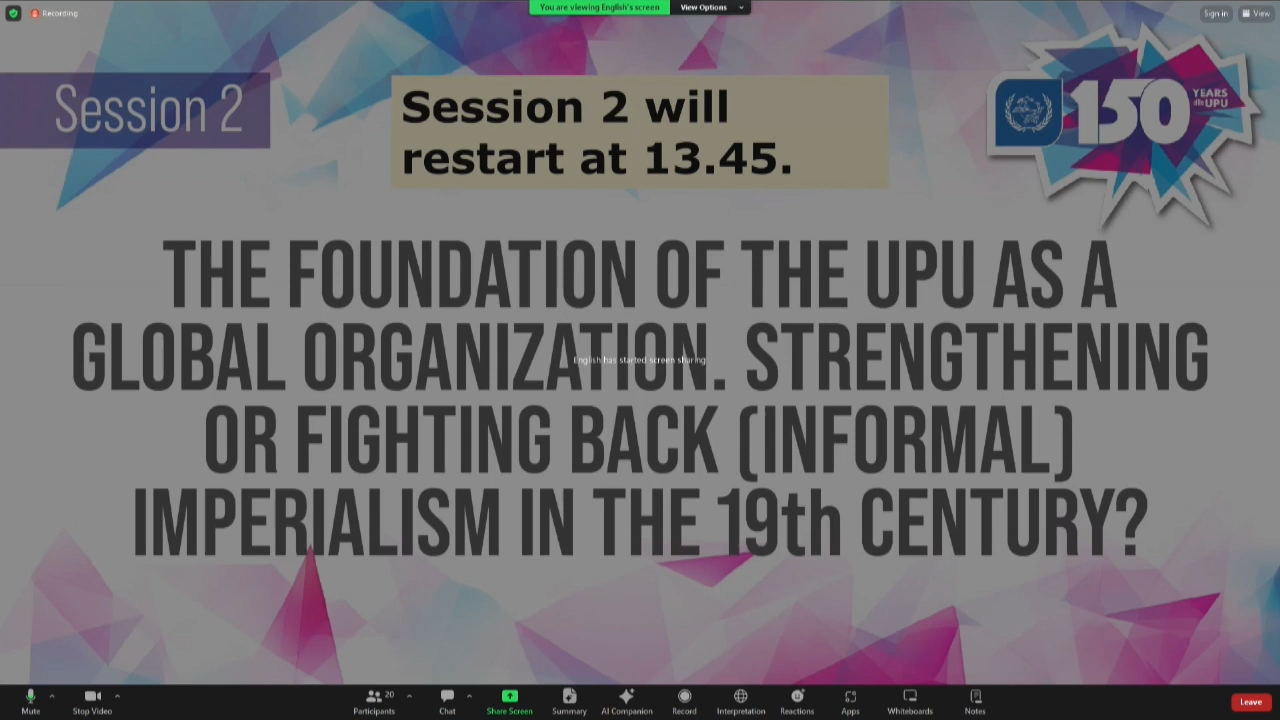 Recording
You are viewing English's screen
View Options
Sign in
View
Session 2
Session 2 will
restart at 13.45.
150
YEARS
of the UPU
THE FOUNDATION OF THE UPU AS A
GLOBAL ORGANIZATION. STRENGTHENING
English has started screen sharing
OR FIGHTING BACK (INFORMAL)
IMPERIALISM IN THE 19th CENTURY?
Mute
Stop Video
20
Participants
Chat
Share Screen
Summary
AI Companion
Record
Interpretation
Reactions
Apps
Whiteboards
Notes
Leave